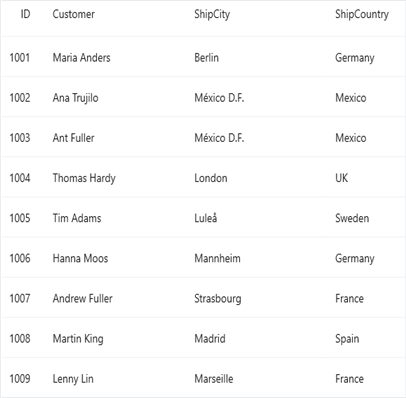 ID Customer ShipCity ShipCountry
1001 Maria Anders Berlin Germany
1002 Ana Trujilo México D.F. Mexico
1003 Ant Fuller México D.F. Mexico
1004 Thomas Hardy London UK
1005 Tim Adams Luleå Sweden
1006 Hanna Moos Mannheim Germany
1007 Andrew Fuller Strasbourg France
1008 Martin King Madrid Spain
1009 Lenny Lin Marseille France